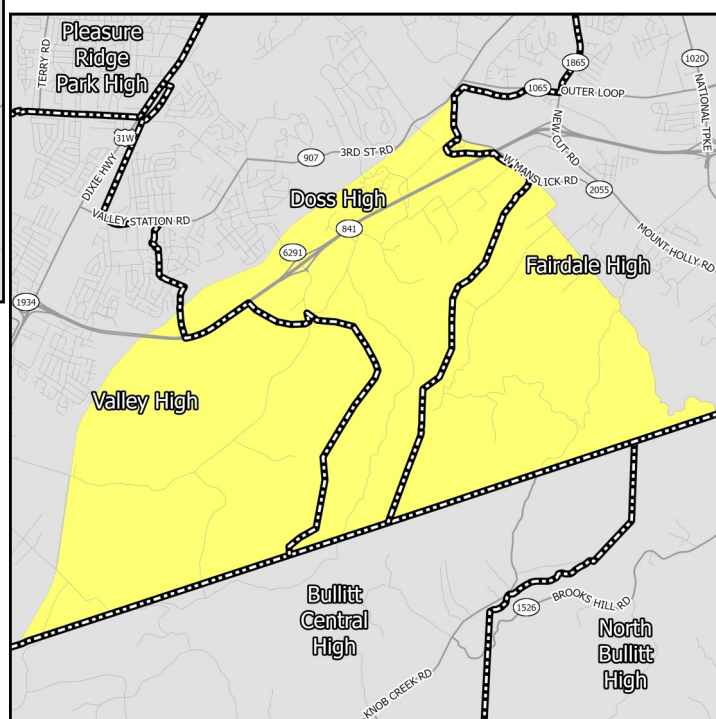 Pleasure
Ridge
Park High
TERRY RD
31W
DIXIE HWY
907
3RD ST RD
1865
1065
OUTER LOOP
1020
NATIONAL TPKE
NEW CUT RD
W MANSLICK RD
2055
MOUNT HOLLY RD
VALLEY STATION RD
Doss High
841
6291
Fairdale High
1934
Valley High
Bullitt
Central
High
1526
BROOKS HILL RD
North
Bullitt
High
KNOB CREEK RD